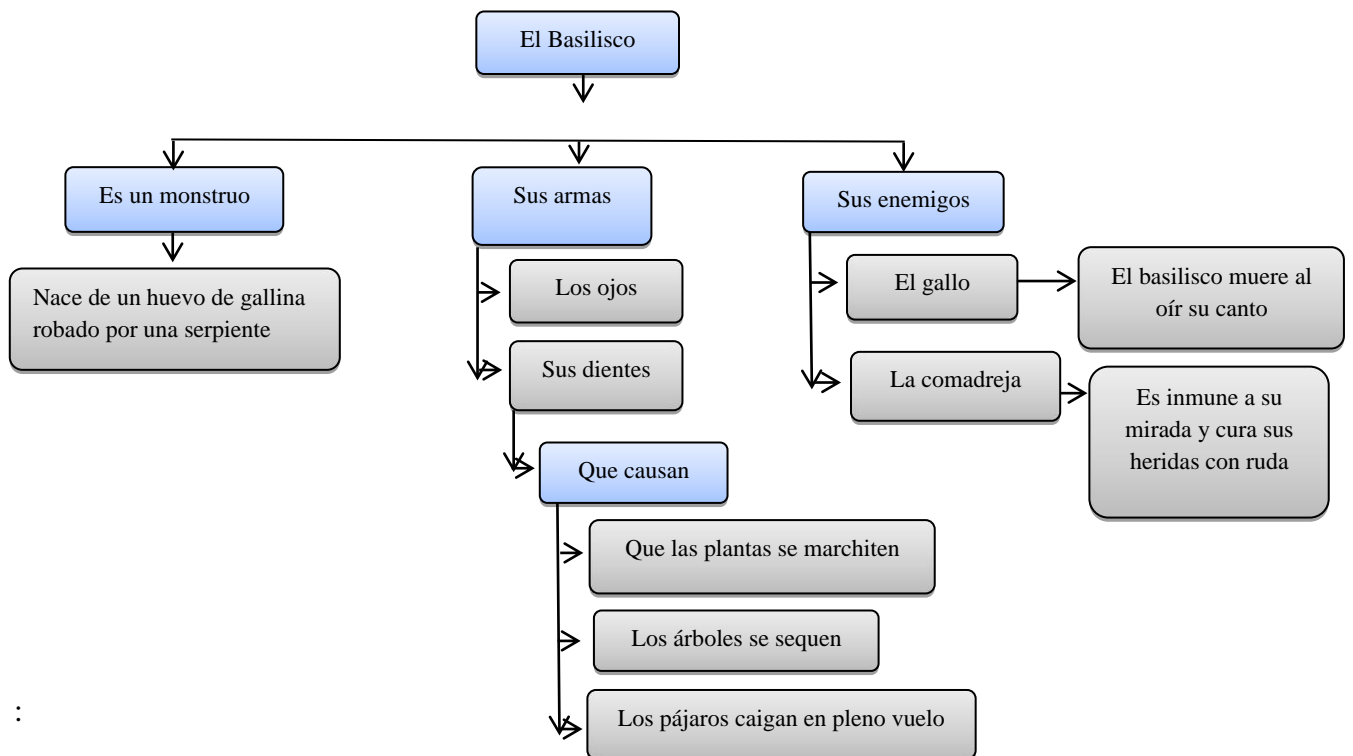 El Basilisco
Es un monstruo
Nace de un huevo de gallina
robado por una serpiente
Sus armas
Los ojos
Sus dientes
Que causan
Que las plantas se marchiten
Los árboles se sequen
Los pájaros caigan en pleno vuelo
Sus enemigos
El gallo
El basilisco muere al
oír su canto
La comadreja
Es inmune a su
mirada y cura sus
heridas con ruda
: